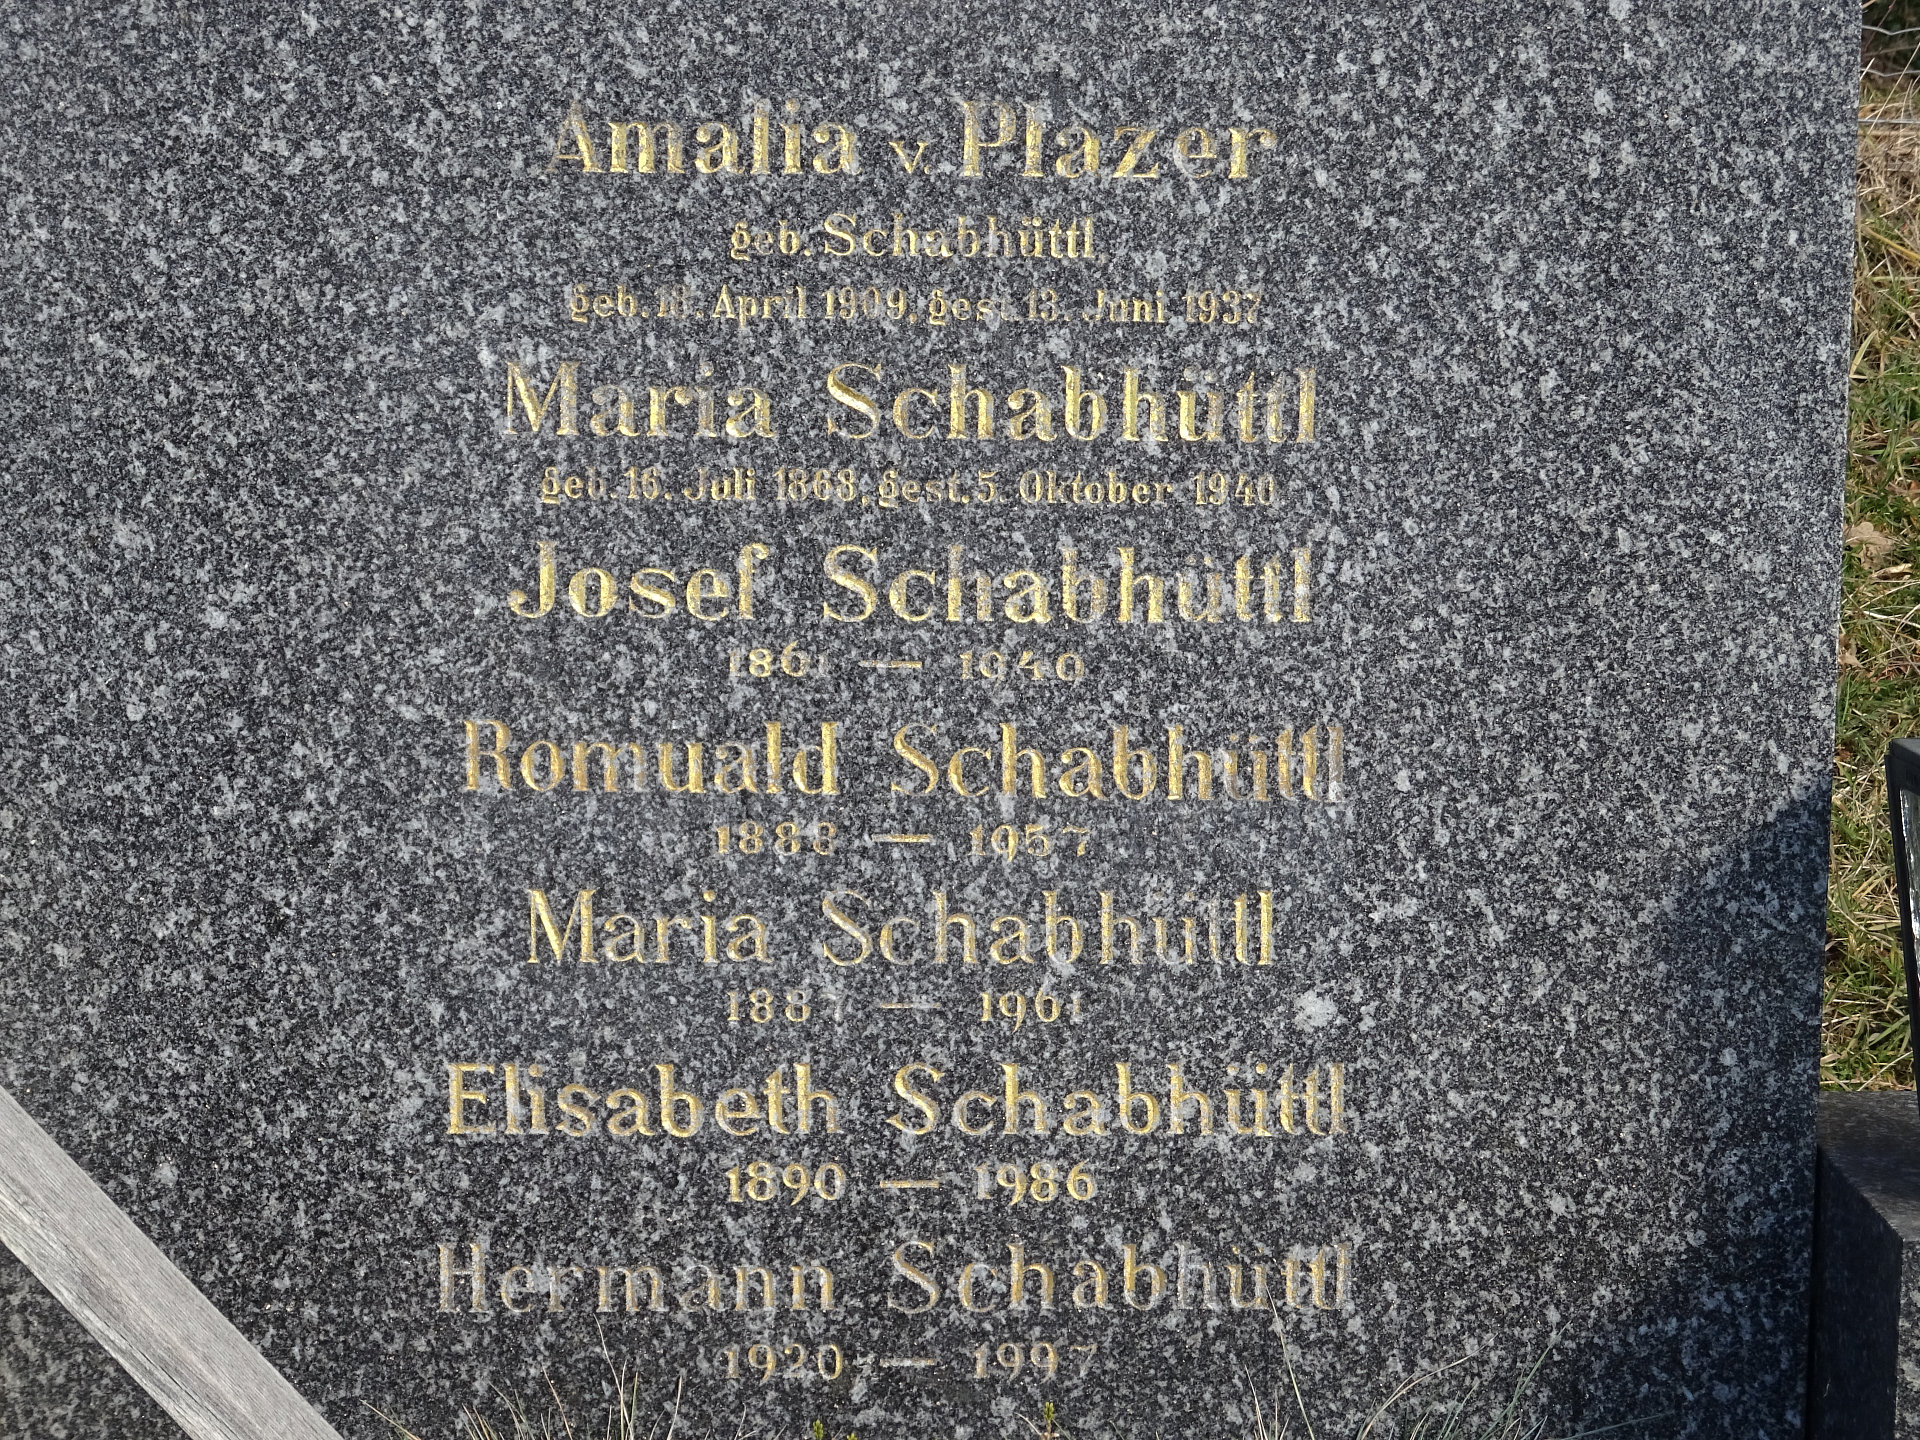 Amalia v. Plazer
geb. Schabhüttl
geb. 18. April 1909, gest. 13. Juni 1937
Maria Schabhüttl
geb. 16. Juli 1868, gest. 5. Oktober 1940
Josef Schabhüttl
1861 — 1940
Romuald Schabhüttl
1888 — 1957
Maria Schabhüttl
1887 — 1961
Elisabeth Schabhüttl
1890 — 1986
Hermann Schabhüttl
1920 — 1997